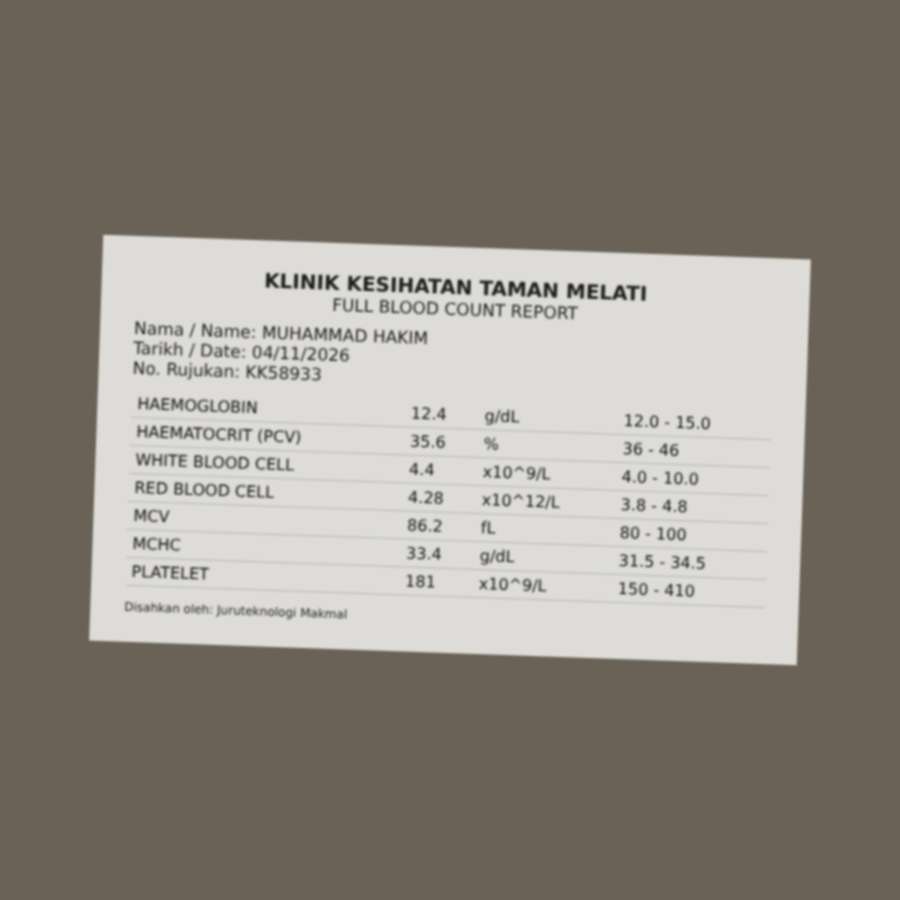 KLINIK KESIHATAN TAMAN MELATI
FULL BLOOD COUNT REPORT
Nama / Name: MUHAMMAD HAKIM
Tarikh / Date: 04/11/2026
No. Rujukan: KK58933
HAEMOGLOBIN 12.4 g/dL 12.0 - 15.0
HAEMATOCRIT (PCV) 35.6 % 36 - 46
WHITE BLOOD CELL 4.4 x10^9/L 4.0 - 10.0
RED BLOOD CELL 4.28 x10^12/L 3.8 - 4.8
MCV 86.2 fL 80 - 100
MCHC 33.4 g/dL 31.5 - 34.5
PLATELET 181 x10^9/L 150 - 410
Disahkan oleh: Juruteknologi Makmal